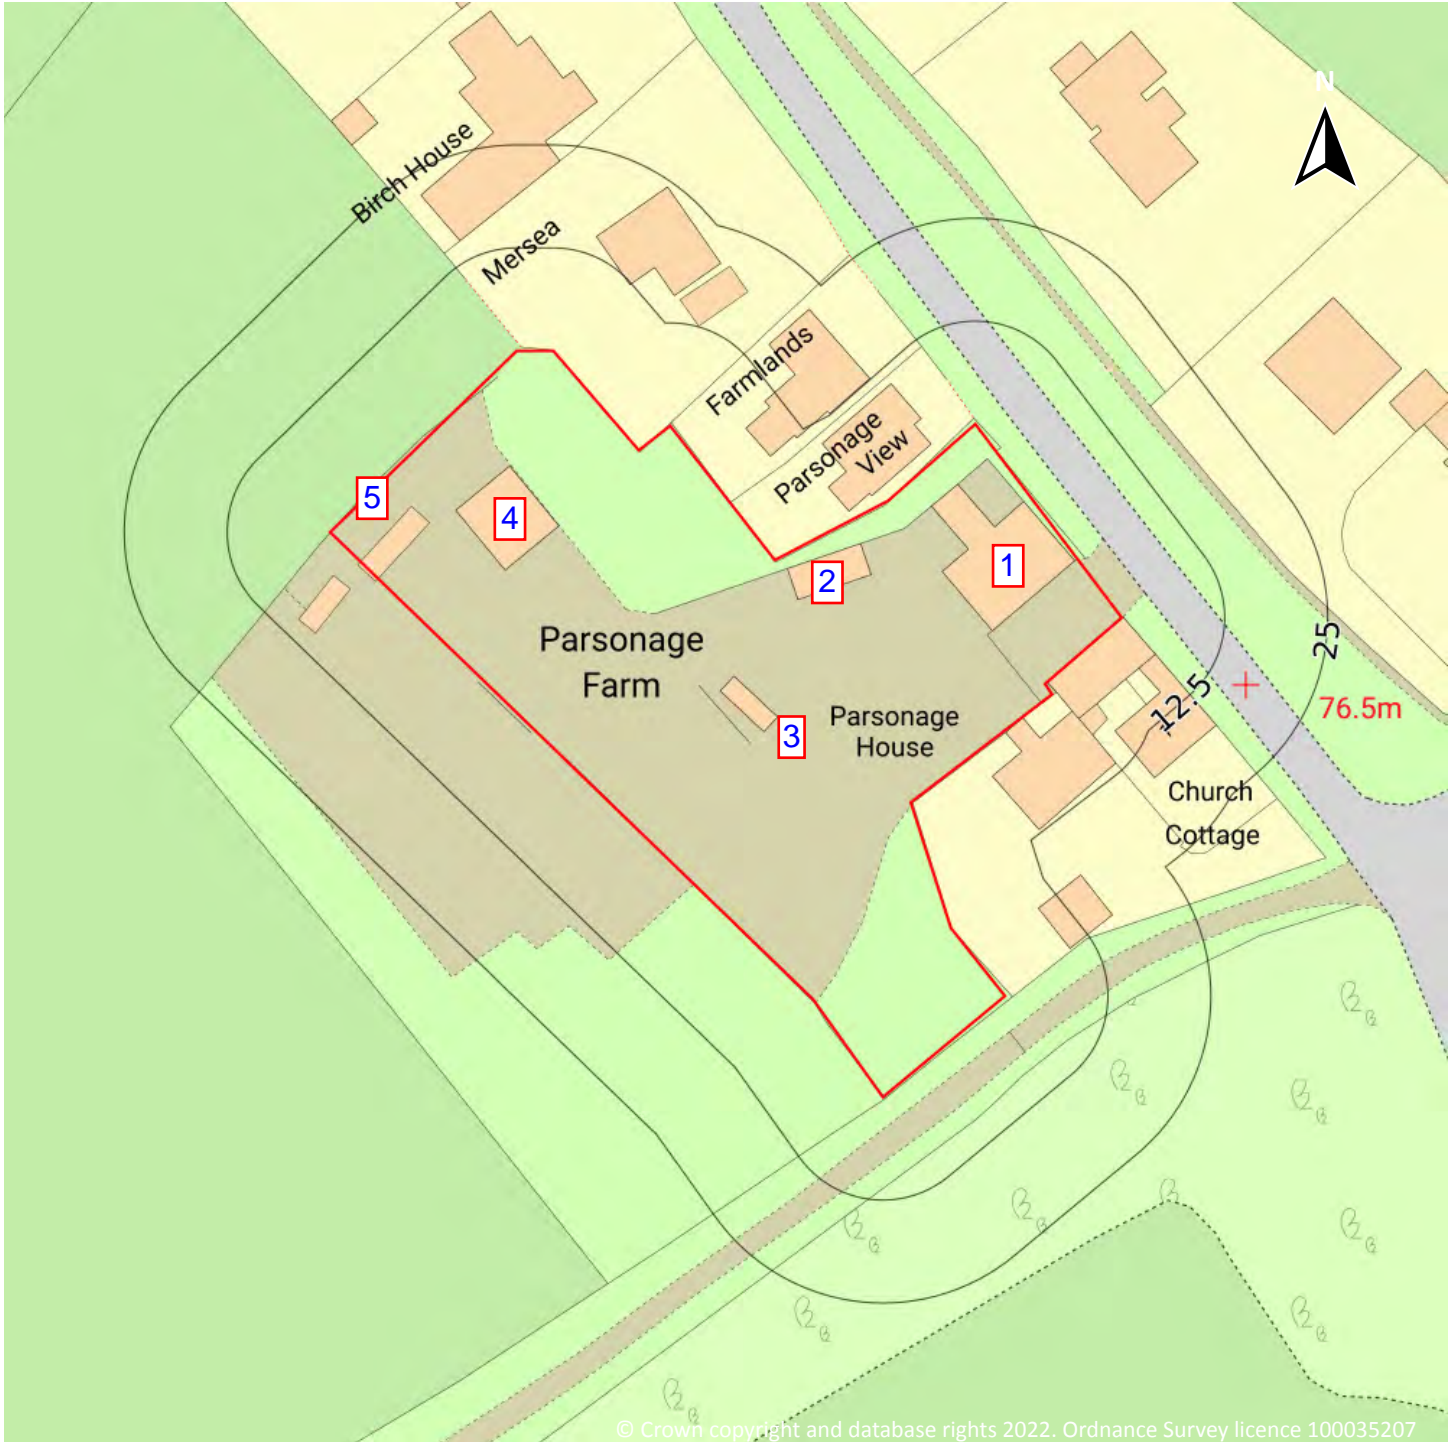 N
Birch House
Mersea
Farmlands
Parsonage
View
5
4
1
2
Parsonage
Farm
3
Parsonage
House
25
12.5
76.5m
Church
Cottage
© Crown copyright and database rights 2022. Ordnance Survey licence 100035207